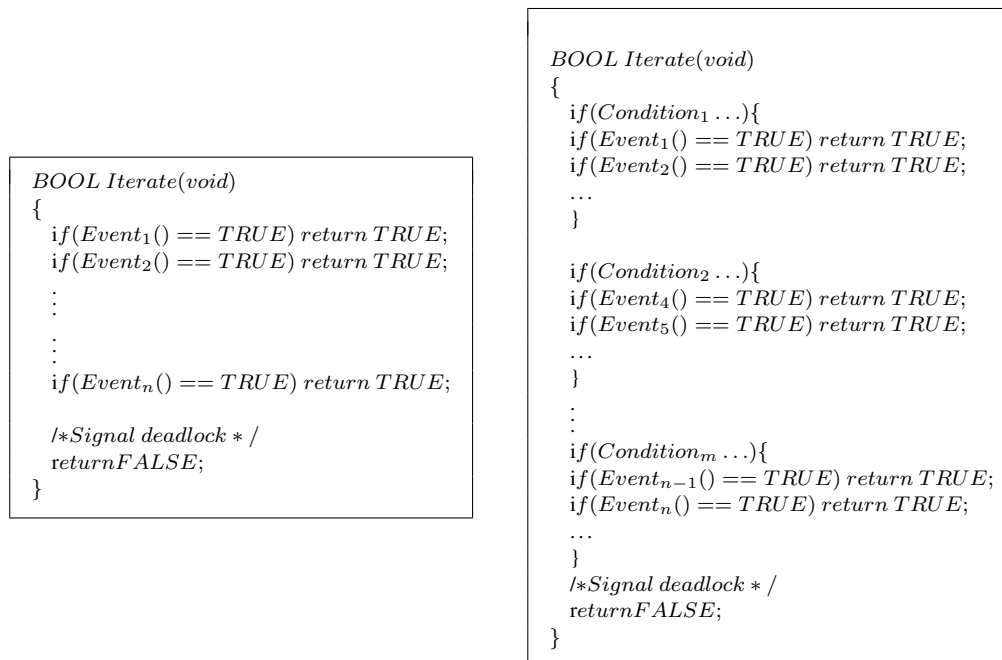 BOOL Iterate(void)
{
if(Event₁() == TRUE) return TRUE;
if(Event₂() == TRUE) return TRUE;
⋮
⋮
if(Eventₙ() == TRUE) return TRUE;
/*Signal deadlock * /
returnFALSE;
}
BOOL Iterate(void)
{
if(Condition₁ ...){
if(Event₁() == TRUE) return TRUE;
if(Event₂() == TRUE) return TRUE;
...
}
if(Condition₂ ...){
if(Event₄() == TRUE) return TRUE;
if(Event₅() == TRUE) return TRUE;
...
}
⋮
if(Conditionₘ ...){
if(Eventₙ₋₁() == TRUE) return TRUE;
if(Eventₙ() == TRUE) return TRUE;
...
}
/*Signal deadlock * /
returnFALSE;
}